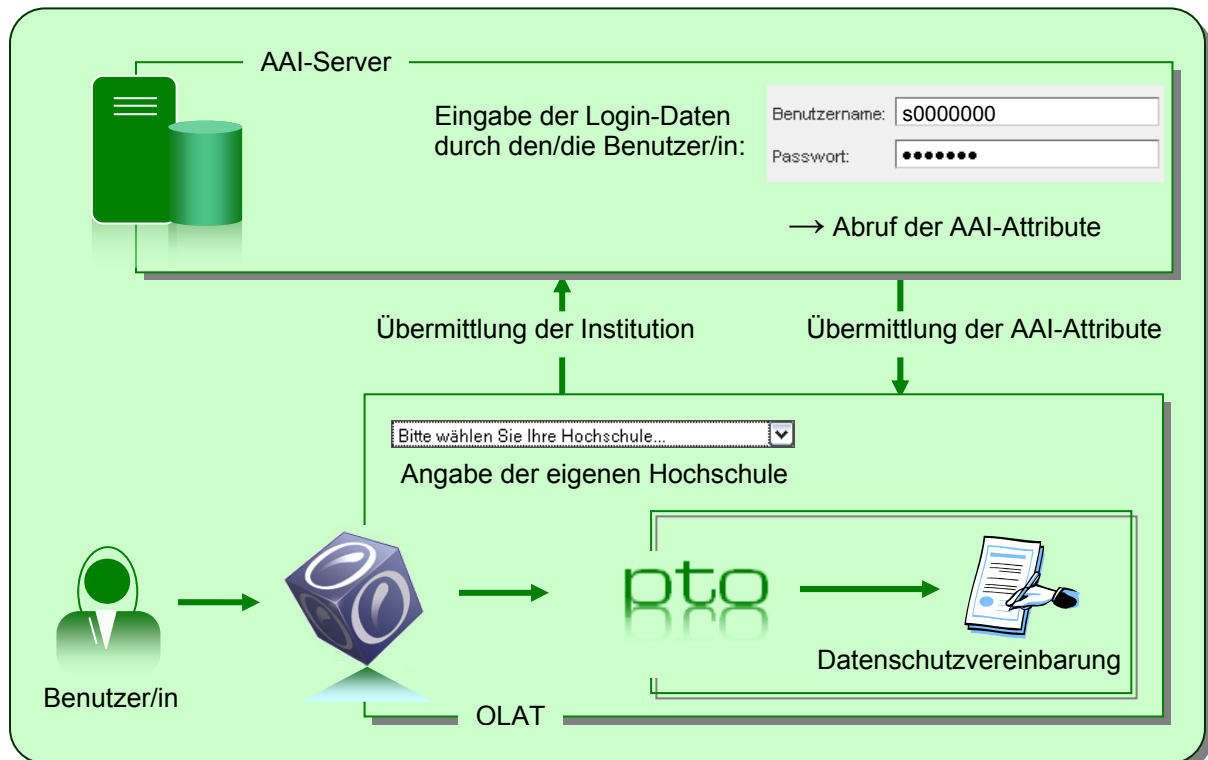 AAI-Server
Eingabe der Login-Daten
durch den/die Benutzer/in:
Benutzername: s0000000
Passwort: •••••••
→ Abruf der AAI-Attribute
Übermittlung der Institution
Übermittlung der AAI-Attribute
Bitte wählen Sie Ihre Hochschule...
Angabe der eigenen Hochschule
pto
Datenschutzvereinbarung
Benutzer/in
OLAT